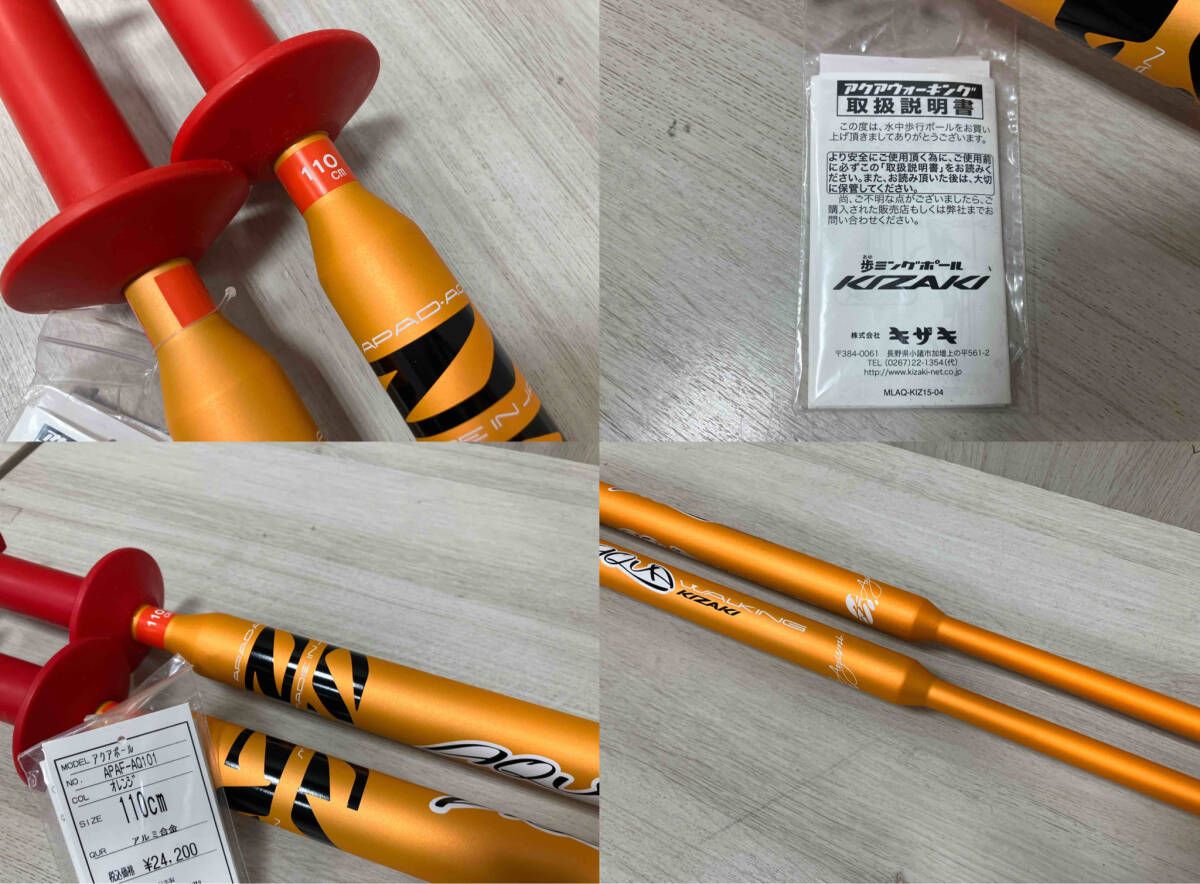 110
cm
APAD-AQ
アクアウォーキング
取扱説明書
この度は、水中歩行ポールをお買い
上げ頂きましてありがとうございます。
より安全にご使用頂く為に、ご使用前
に必ずこの「取扱説明書」をお読みく
ださい。また、お読み頂いた後は、大切
に保管してください。
尚、ご不明な点がございましたら、ご
購入された販売店もしくは弊社までお
問い合わせください。
歩ミングポール
KIZAKI
株式会社 キザキ
〒384-0061 長野県小諸市加増上の平561-2
TEL (0267)22-1354(代)
http://www.kizaki-net.co.jp
MLAQ-KIZ15-04
110
AQUA
MODEL アクアポール
NO. APAF-AQ101
COL オレンジ
SIZE 110cm
QUR アルミ合金
税込価格 ¥24,200
AQUA WALKING
KIZAKI